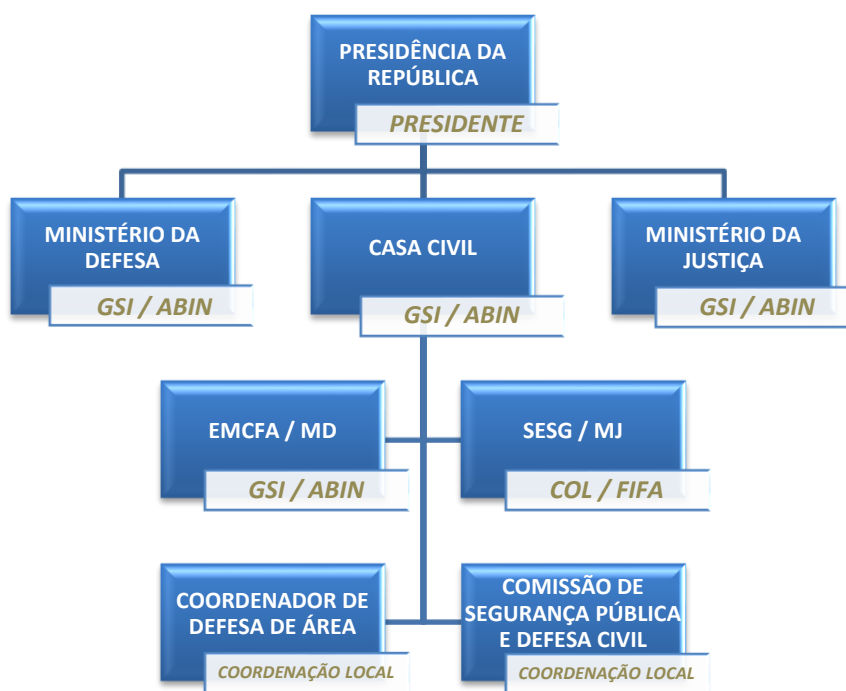 PRESIDÊNCIA DA
REPÚBLICA
PRESIDENTE
MINISTÉRIO DA
DEFESA
GSI / ABIN
CASA CIVIL
GSI / ABIN
MINISTÉRIO DA
JUSTIÇA
GSI / ABIN
EMCFA / MD
GSI / ABIN
SESG / MJ
COL / FIFA
COORDENADOR DE
DEFESA DE ÁREA
COORDENAÇÃO LOCAL
COMISSÃO DE
SEGURANÇA PÚBLICA
E DEFESA CIVIL
COORDENAÇÃO LOCAL